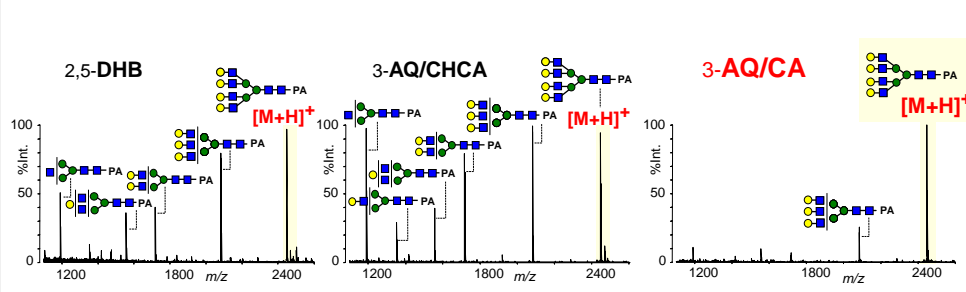 2,5-DHB
PA
[M+H]+
PA
PA
PA
PA
%Int.
100
50
0
1200
1800
2400
m/z
3-AQ/CHCA
PA
[M+H]+
PA
PA
PA
PA
PA
%Int.
100
50
0
1200
1800
2400
m/z
3-AQ/CA
PA
[M+H]+
PA
%Int.
100
50
0
1200
1800
2400
m/z